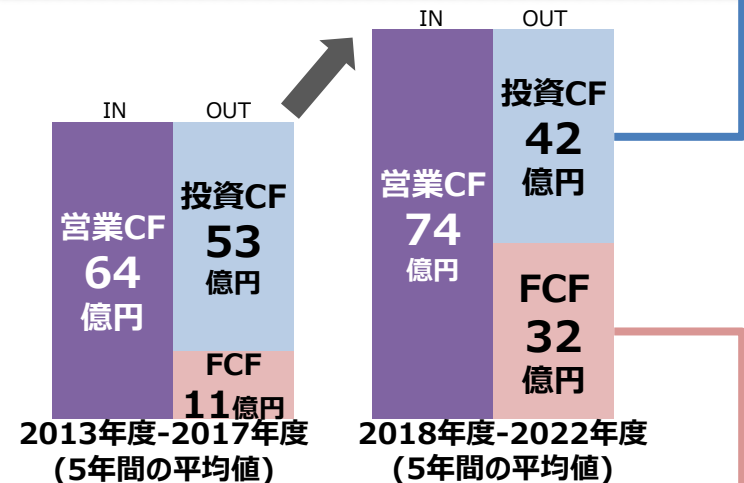 IN OUT
営業CF
64
億円
投資CF
53
億円
FCF
11億円
2013年度-2017年度
(5年間の平均値)
IN OUT
営業CF
74
億円
投資CF
42
億円
FCF
32
億円
2018年度-2022年度
(5年間の平均値)